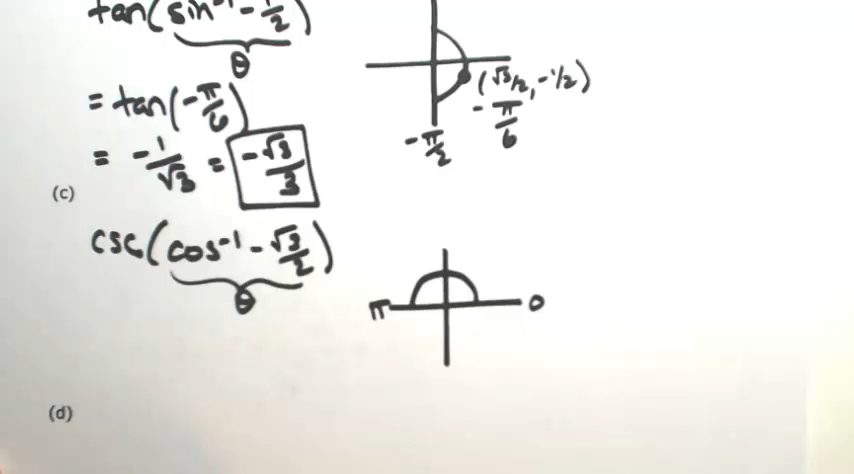 tan(sin⁻¹ -1/2)
θ
(√3/2, -1/2)
= tan(-π/6)
-π/6
-π/2
= -1/√3 = -√3/3
(c)
csc(cos⁻¹ -√3/2)
θ
π
0
(d)